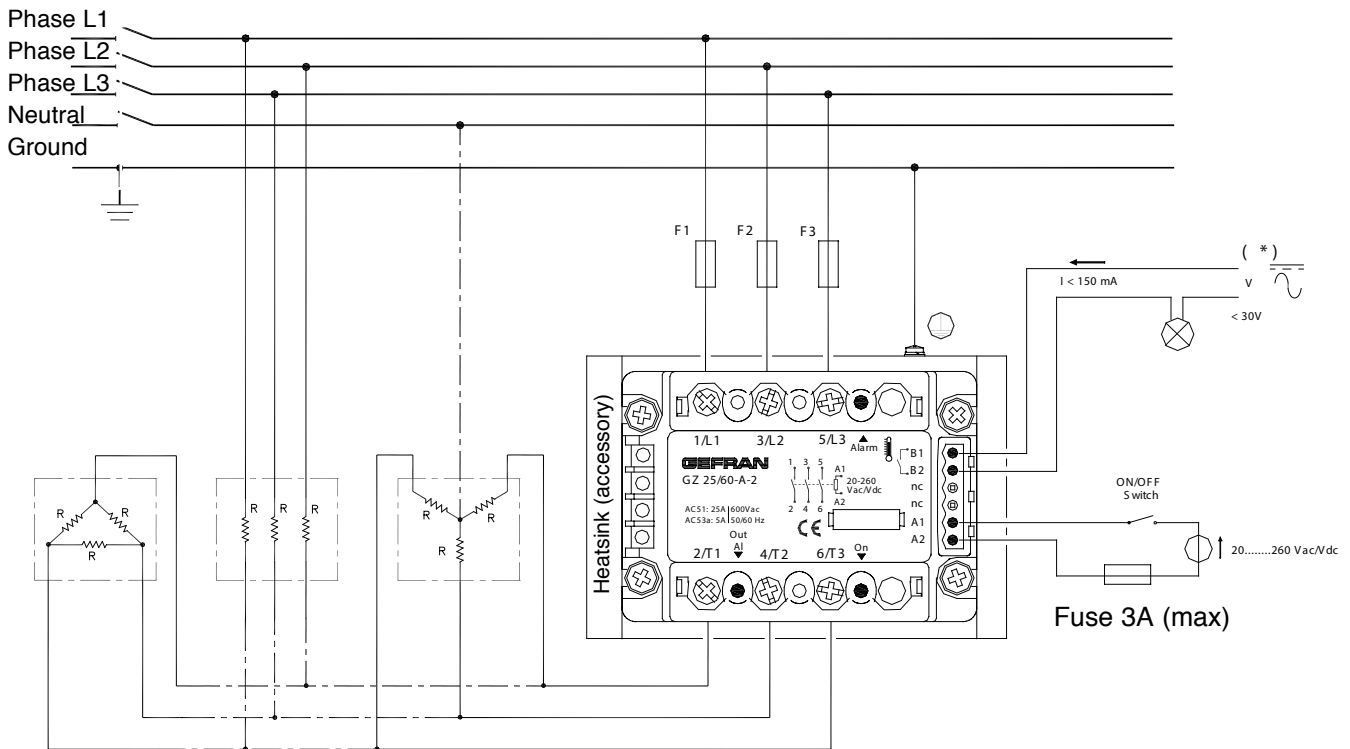 Phase L1
Phase L2
Phase L3
Neutral
Ground
F1 F2 F3
( *)
I < 150 mA
V
< 30V
Heatsink (accessory)
1/L1 3/L2 5/L3 Alarm
GEFRAN
GZ 25/60-A-2
AC51: 25A 600Vac
AC53a: 5A 50/60 Hz
1 3 5
2 4 6
A1
20-260
Vac/Vdc
A2
CE
Out
Al
On
2/T1 4/T2 6/T3
B1
B2
nc
nc
A1
A2
ON/OFF
Switch
20........260 Vac/Vdc
Fuse 3A (max)
R R
R
R R R
R R
R